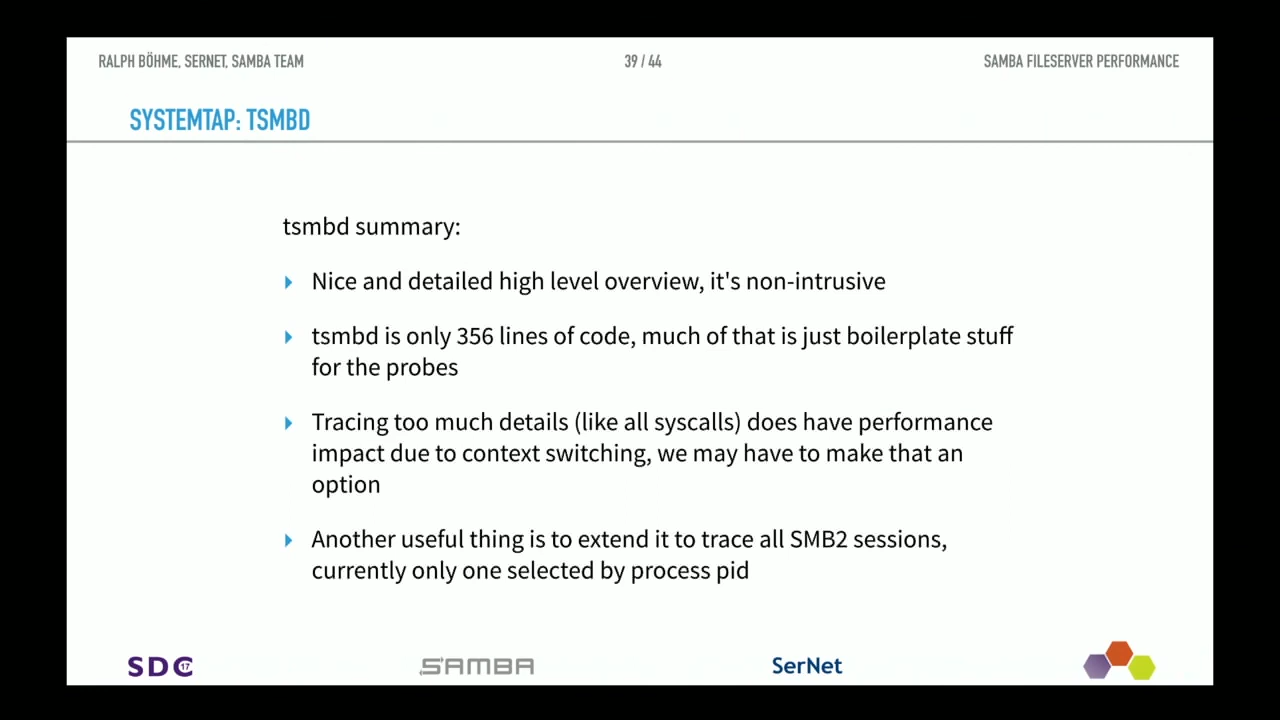 RALPH BÖHME, SERNET, SAMBA TEAM
39 / 44
SAMBA FILESERVER PERFORMANCE
SYSTEMTAP: TSMBD
tsmbd summary:
Nice and detailed high level overview, it's non-intrusive
tsmbd is only 356 lines of code, much of that is just boilerplate stuff
for the probes
Tracing too much details (like all syscalls) does have performance
impact due to context switching, we may have to make that an
option
Another useful thing is to extend it to trace all SMB2 sessions,
currently only one selected by process pid
SDC 17
SAMBA
SerNet